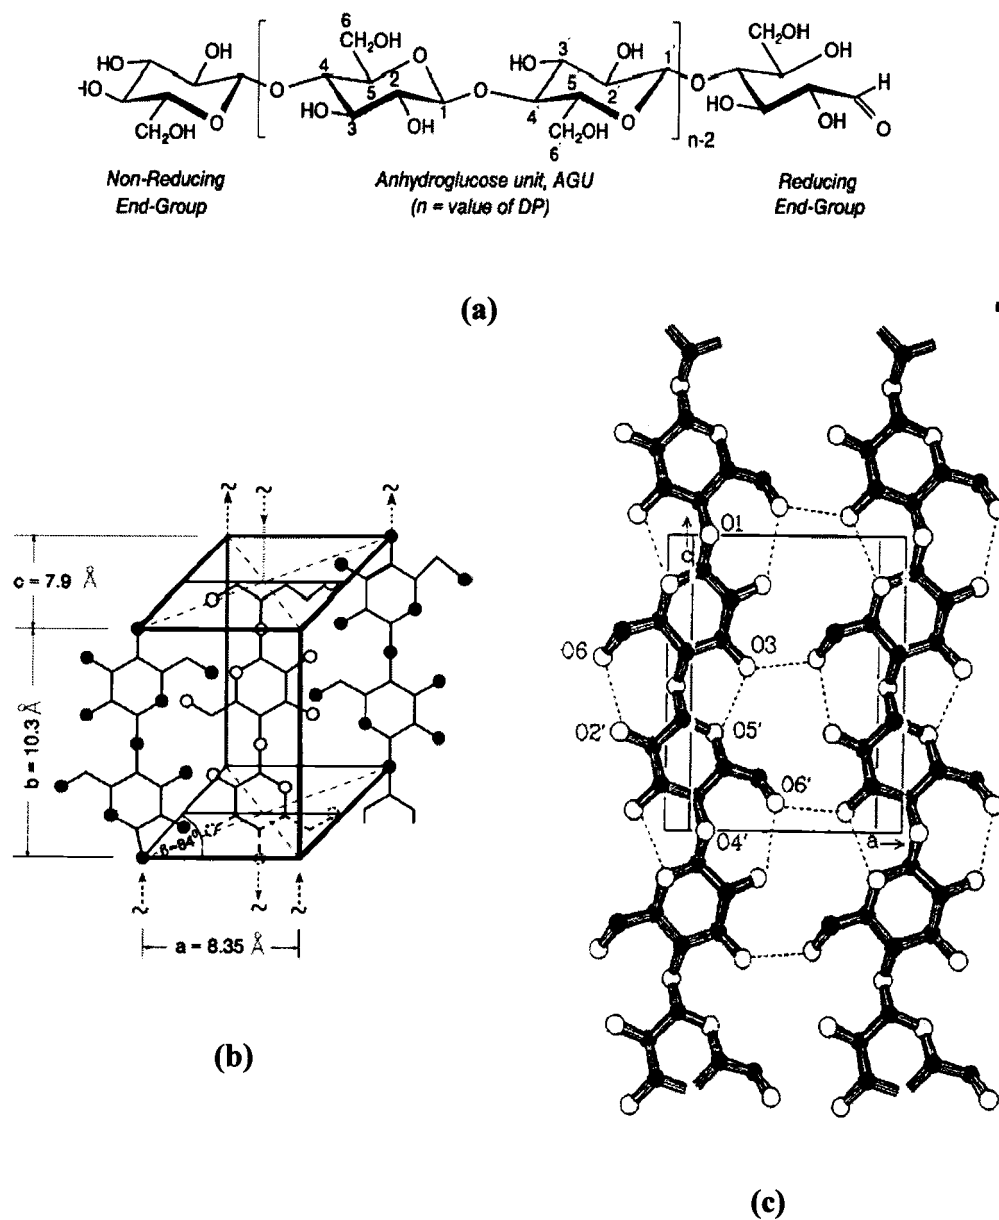 6
CH₂OH
OH
HO
O
4
5
2
O
3'
OH
HO
5
2
1'
O
CH₂OH
OH
H
HO
O
CH₂OH
HO
3
OH
1
O
4'
CH₂OH
6'
O
n-2
HO
OH
O
Non-Reducing
End-Group
Anhydroglucose unit, AGU
(n = value of DP)
Reducing
End-Group
(a)
c = 7.9 Å
b = 10.3 Å
β=84°
a = 8.35 Å
(b)
O1
c
O6
O3
O2'
O5'
O6'
O4'
a
(c)